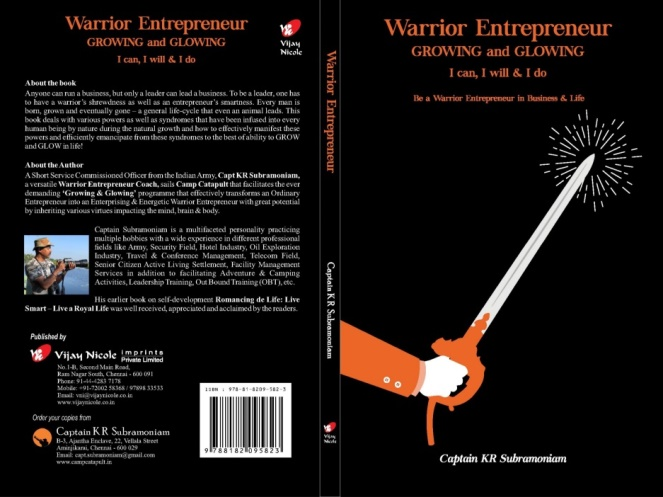 Warrior Entrepreneur
GROWING and GLOWING
I can, I will & I do
Vijay
Nicole
About the book
Anyone can run a business, but only a leader can lead a business. To be a leader, one has
to have a warrior's shrewdness as well as an entrepreneur's smartness. Every man is
born, grown and eventually gone – a general life-cycle that even an animal leads. This
book deals with various powers as well as syndromes that have been infused into every
human being by nature during the natural growth and how to effectively manifest these
powers and efficiently emancipate from these syndromes to the best of ability to GROW
and GLOW in life!
About the Author
A Short Service Commissioned Officer from the Indian Army, Capt KR Subramoniam,
a versatile Warrior Entrepreneur Coach, sails Camp Catapult that facilitates the ever
demanding 'Growing & Glowing' programme that effectively transforms an Ordinary
Entrepreneur into an Enterprising & Energetic Warrior Entrepreneur with great potential
by inheriting various virtues impacting the mind, brain & body.
Captain Subramoniam is a multifaceted personality practicing
multiple hobbies with a wide experience in different professional
fields like Army, Security Field, Hotel Industry, Oil Exploration
Industry, Travel & Conference Management, Telecom Field,
Senior Citizen Active Living Settlement, Facility Management
Services in addition to facilitating Adventure & Camping
Activities, Leadership Training, Out Bound Training (OBT), etc.
His earlier book on self-development Romancing de Life: Live
Smart – Live a Royal Life was well received, appreciated and acclaimed by the readers.
Published by
Vijay Nicole imprints
Private Limited
No.1-B, Second Main Road,
Ram Nagar South, Chennai - 600 091
Phone: 91-44-4283 7178
Mobile: +91-72002 58368 / 97898 33533
Email: vni@vijaynicole.co.in
www.vijaynicole.co.in
Order your copies from
Captain KR Subramoniam
B-3, Ajantha Enclave, 22, Vellala Street
Aminjikarai, Chennai - 600 029
Email: capt.subramoniam@gmail.com
www.campcatapult.in
ISBN : 978-81-8209-582-3
9 788182 095823
Warrior Entrepreneur
Captain KR Subramoniam
Vijay
Nicole
Warrior Entrepreneur
GROWING and GLOWING
I can, I will & I do
Be a Warrior Entrepreneur in Business & Life
Captain KR Subramoniam